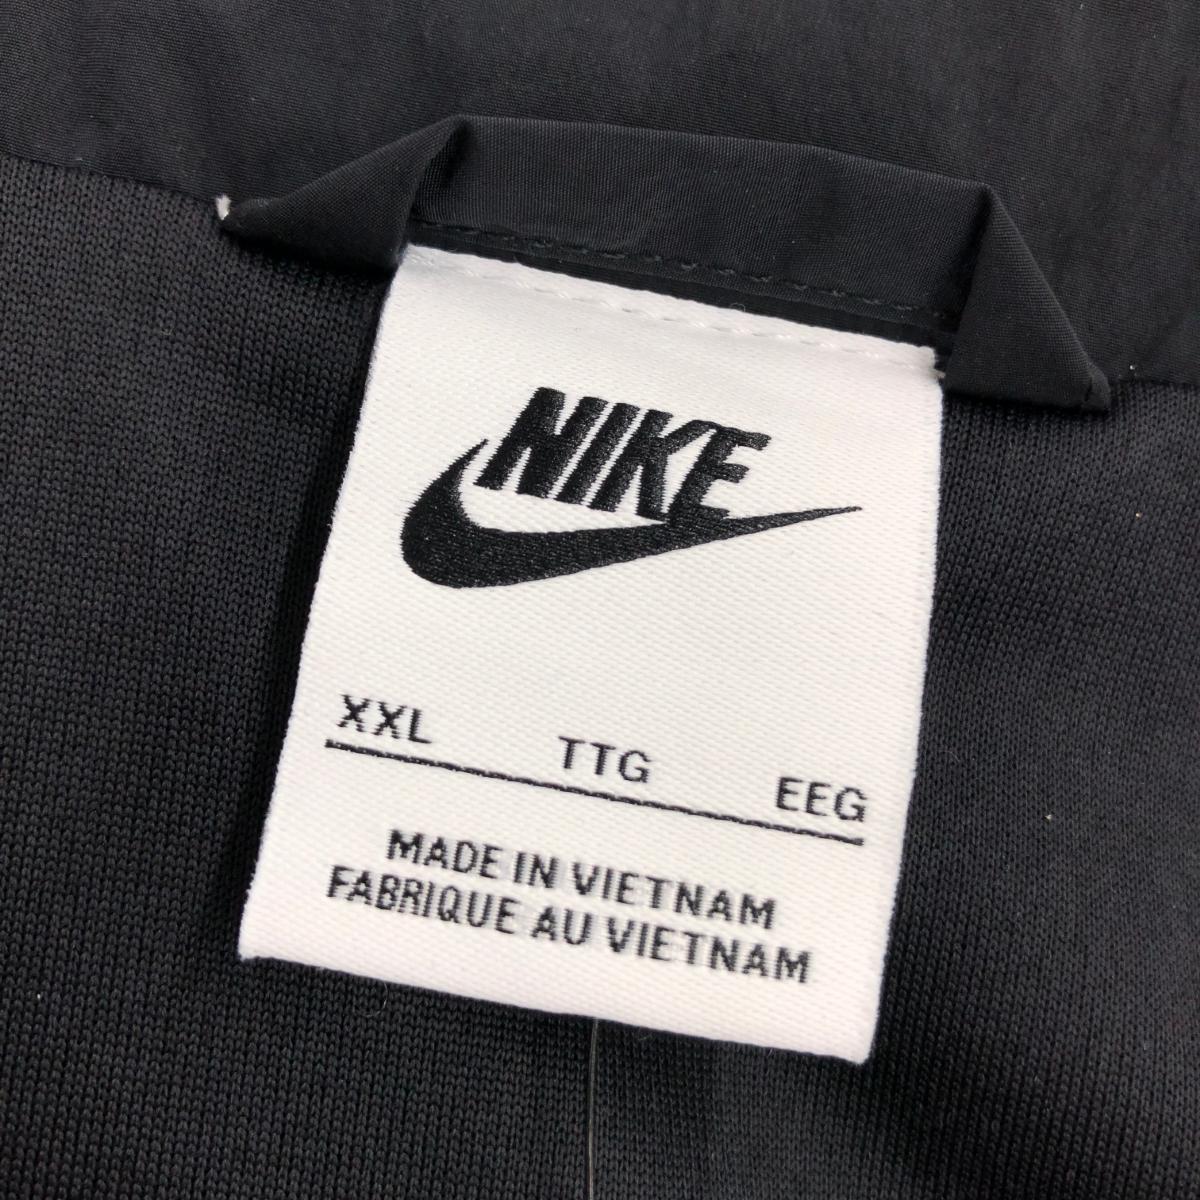 NIKE
XXL TTG EEG
MADE IN VIETNAM
FABRIQUE AU VIETNAM